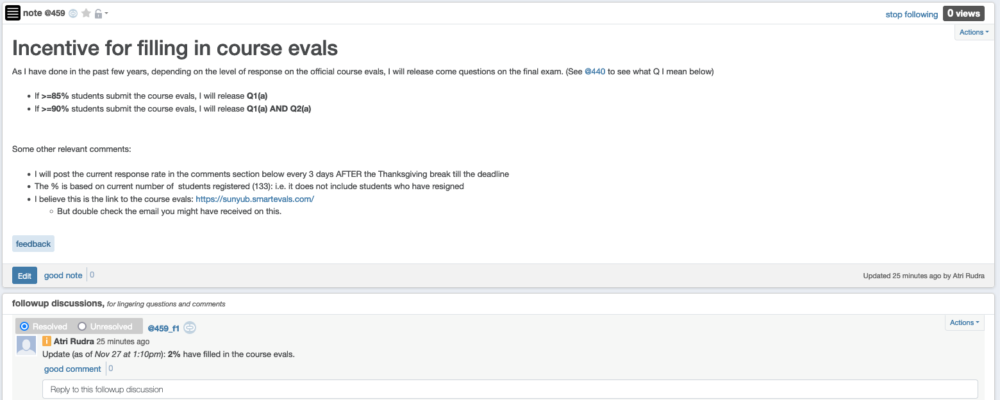 note @459
stop following
0 views
Actions
Incentive for filling in course evals
As I have done in the past few years, depending on the level of response on the official course evals, I will release come questions on the final exam. (See @440 to see what Q I mean below)
• If >=85% students submit the course evals, I will release Q1(a)
• If >=90% students submit the course evals, I will release Q1(a) AND Q2(a)
Some other relevant comments:
• I will post the current response rate in the comments section below every 3 days AFTER the Thanksgiving break till the deadline
• The % is based on current number of  students registered (133): i.e. it does not include students who have resigned
• I believe this is the link to the course evals: https://sunyub.smartevals.com/
◦ But double check the email you might have received on this.
feedback
Edit
good note
0
Updated 25 minutes ago by Atri Rudra
followup discussions, for lingering questions and comments
Resolved
Unresolved
@459_f1
Actions
i Atri Rudra 25 minutes ago
Update (as of Nov 27 at 1:10pm): 2% have filled in the course evals.
good comment
0
Reply to this followup discussion